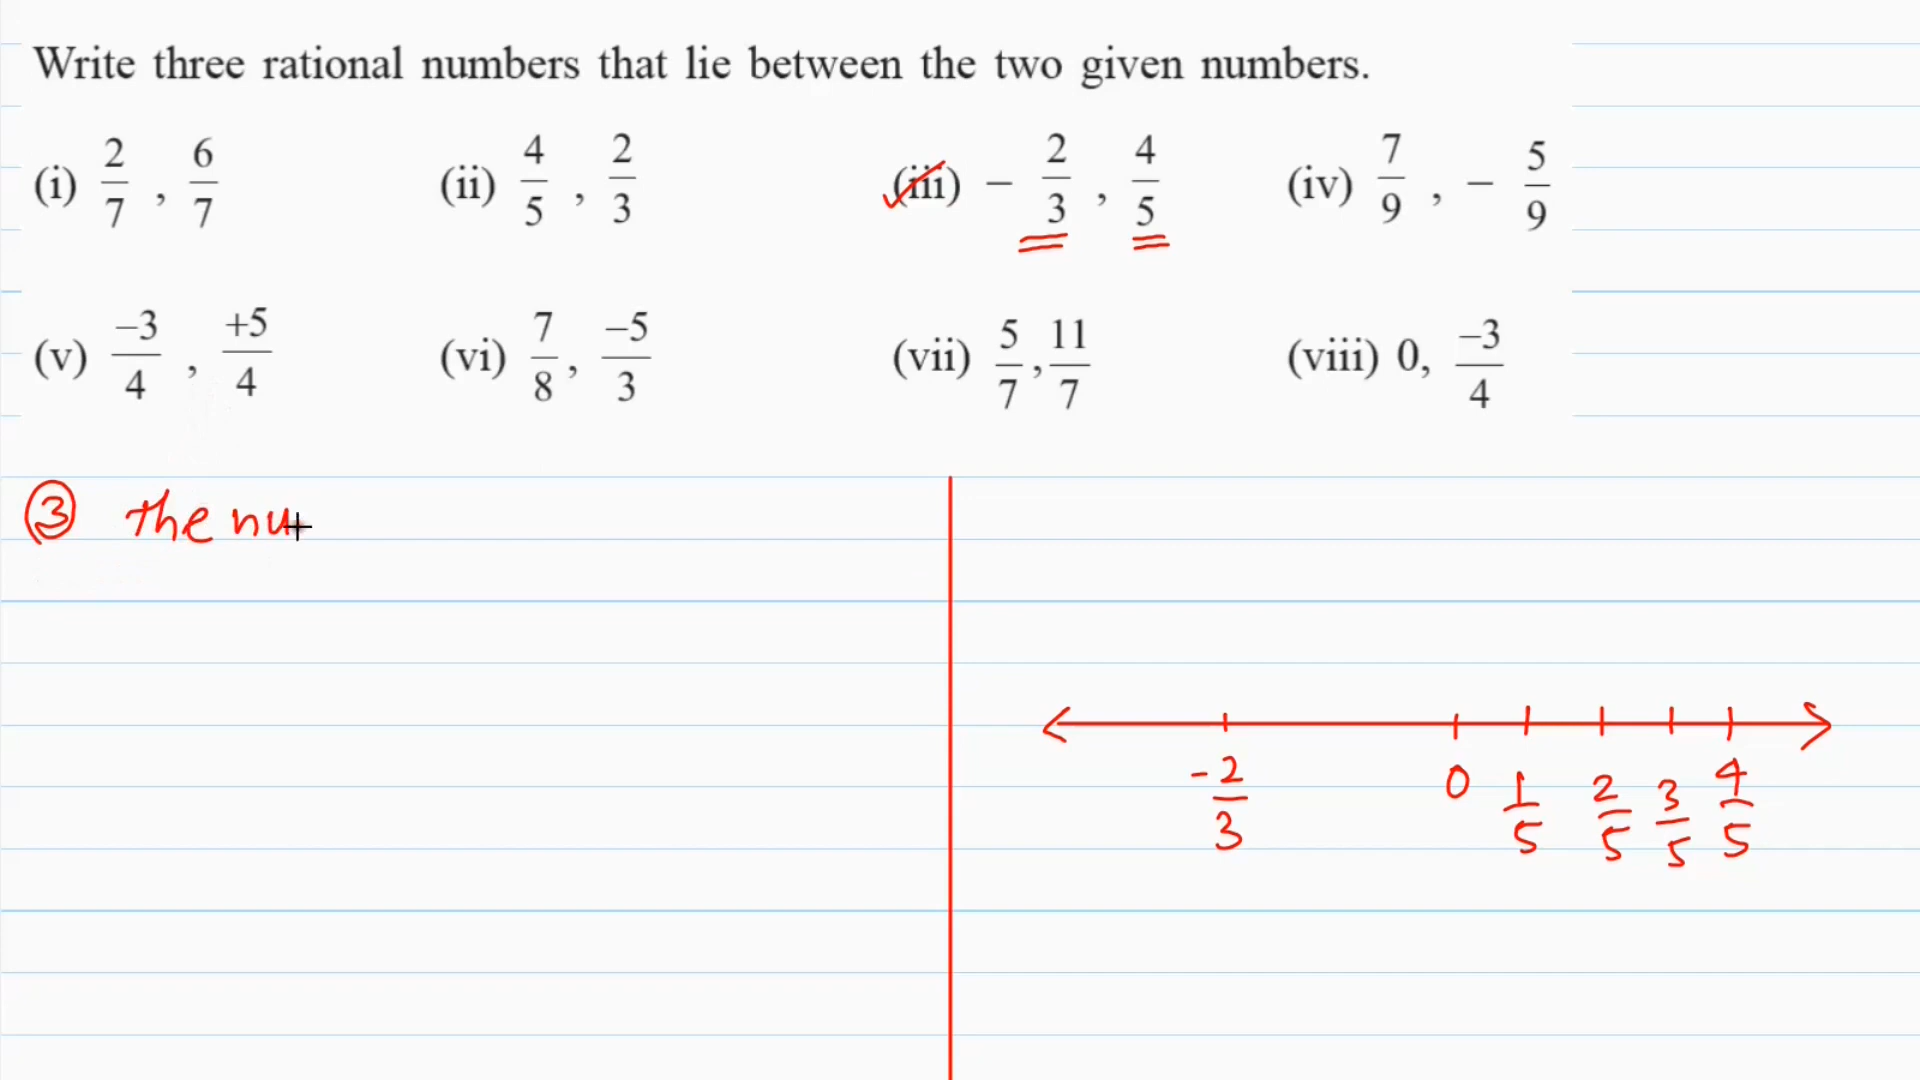 Write three rational numbers that lie between the two given numbers.
(i) 2/7 , 6/7 (ii) 4/5 , 2/3 (iii) − 2/3 , 4/5 (iv) 7/9 , − 5/9
(v) −3/4 , +5/4 (vi) 7/8 , −5/3 (vii) 5/7 , 11/7 (viii) 0, −3/4
③ the nu
-2/3 0 1/5 2/5 3/5 4/5